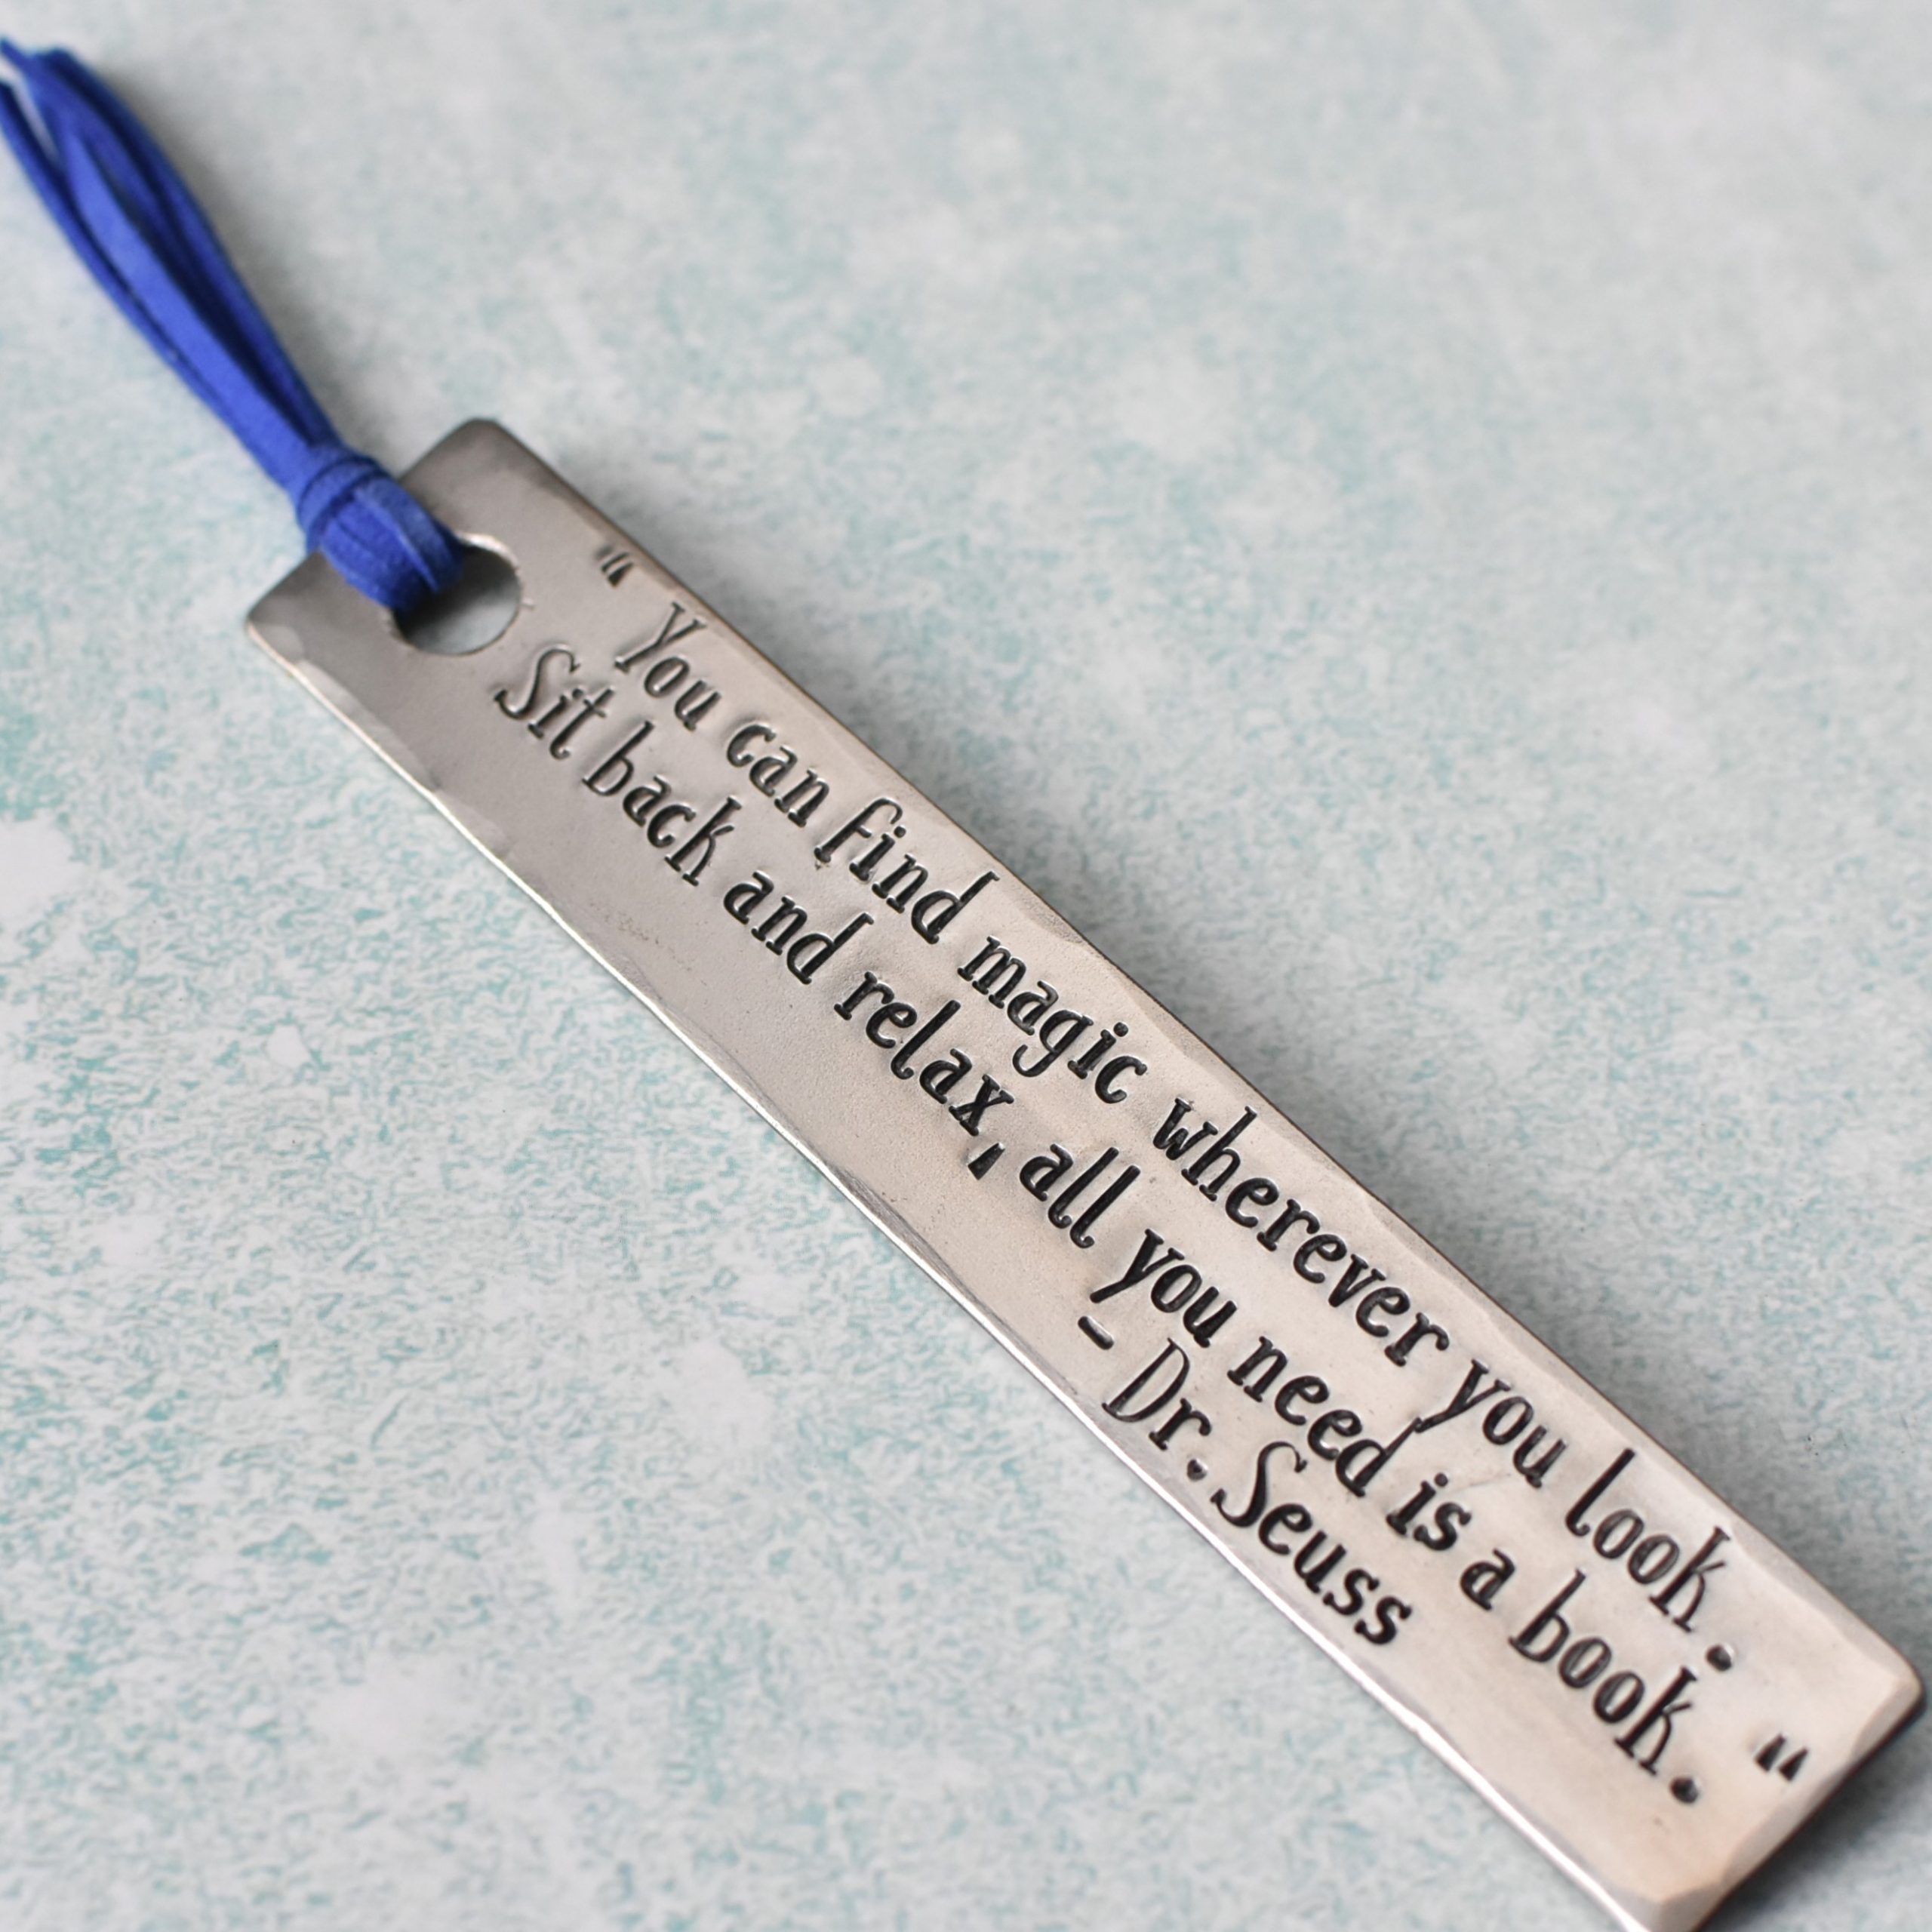 "You can find magic wherever you look.
Sit back and relax, all you need is a book."
- Dr. Seuss